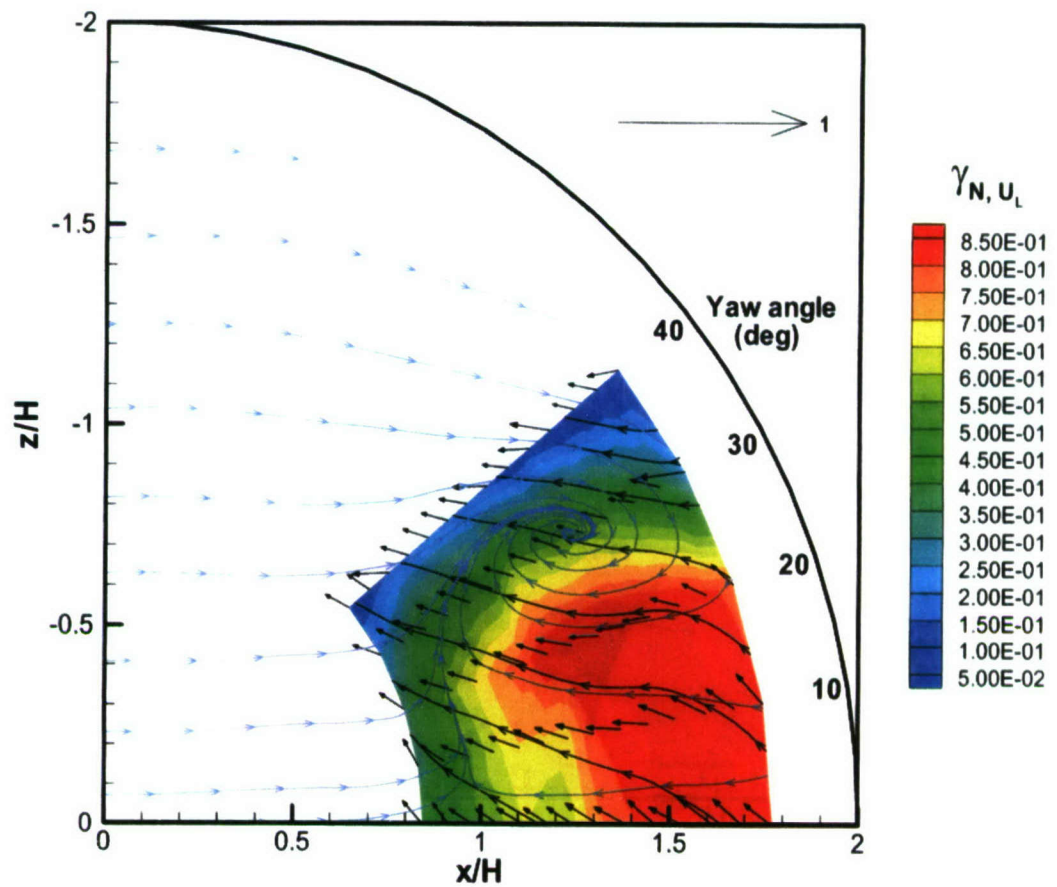 -2
-1.5
-1
-0.5
0
z/H
0
0.5
1
1.5
2
x/H
1
Yaw angle
(deg)
40
30
20
10
γN, UL
8.50E-01
8.00E-01
7.50E-01
7.00E-01
6.50E-01
6.00E-01
5.50E-01
5.00E-01
4.50E-01
4.00E-01
3.50E-01
3.00E-01
2.50E-01
2.00E-01
1.50E-01
1.00E-01
5.00E-02